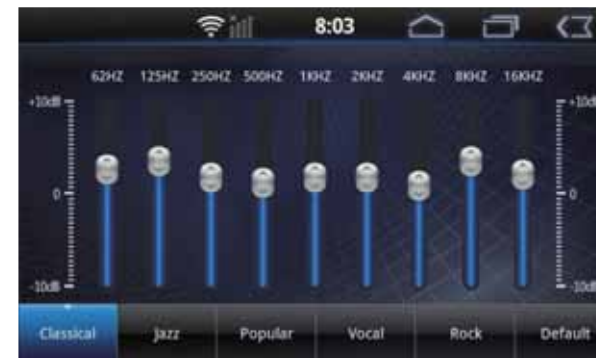 8:03
62HZ 125HZ 250HZ 500HZ 1KHZ 2KHZ 4KHZ 8KHZ 16KHZ
+10dB +10dB
0 0
-10dB -10dB
Classical Jazz Popular Vocal Rock Default